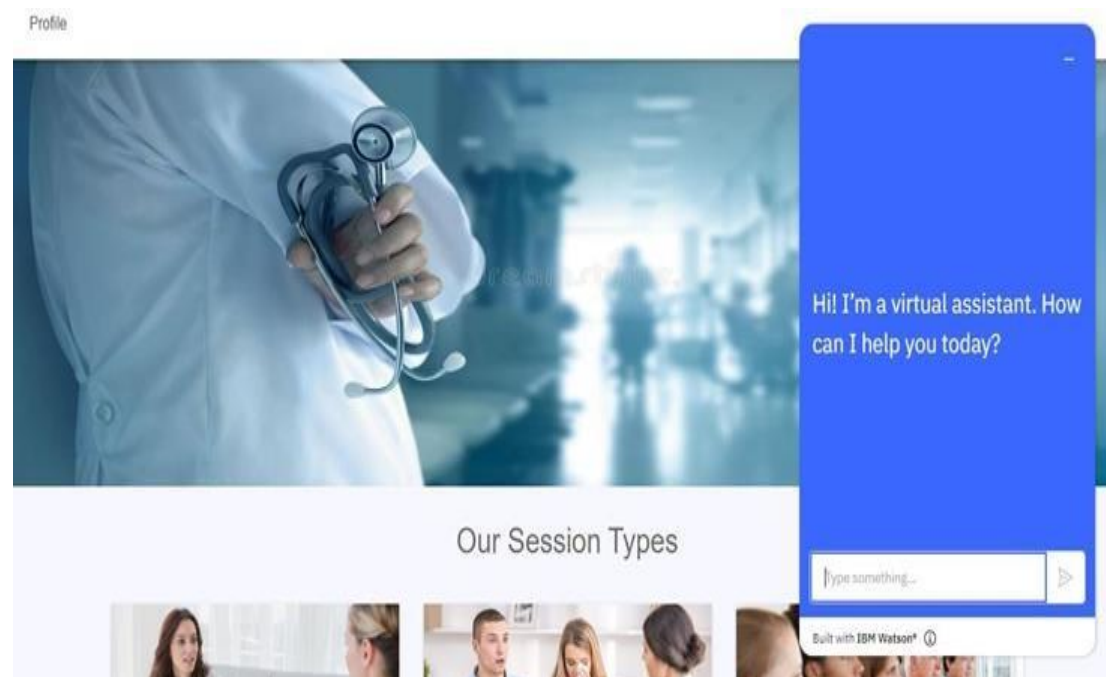 Profile
Hi! I'm a virtual assistant. How
can I help you today?
Our Session Types
Type something...
Built with IBM Watson®